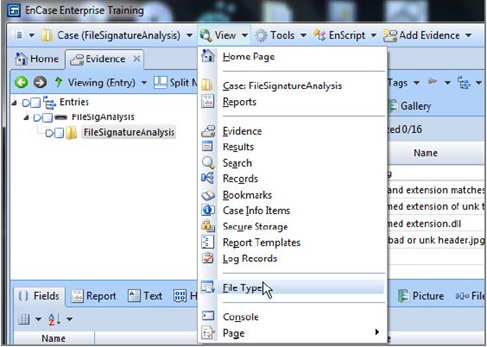 EnCase Enterprise Training
Case (FileSignatureAnalysis) View Tools EnScript Add Evidence
Home Evidence
Viewing (Entry) Split M
Entries
FileSigAnalysis
FileSignatureAnalysis
Home Page
Case: FileSignatureAnalysis
Reports
Evidence
Results
Search
Records
Bookmarks
Case Info Items
Secure Storage
Report Templates
Log Records
File Type
Console
Page
Tags
Gallery
ted 0/16
Name
g
and extension matches
med extension of unk t
med extension.dll
bad or unk header.jpg
Fields Report Text H
Picture File
Name